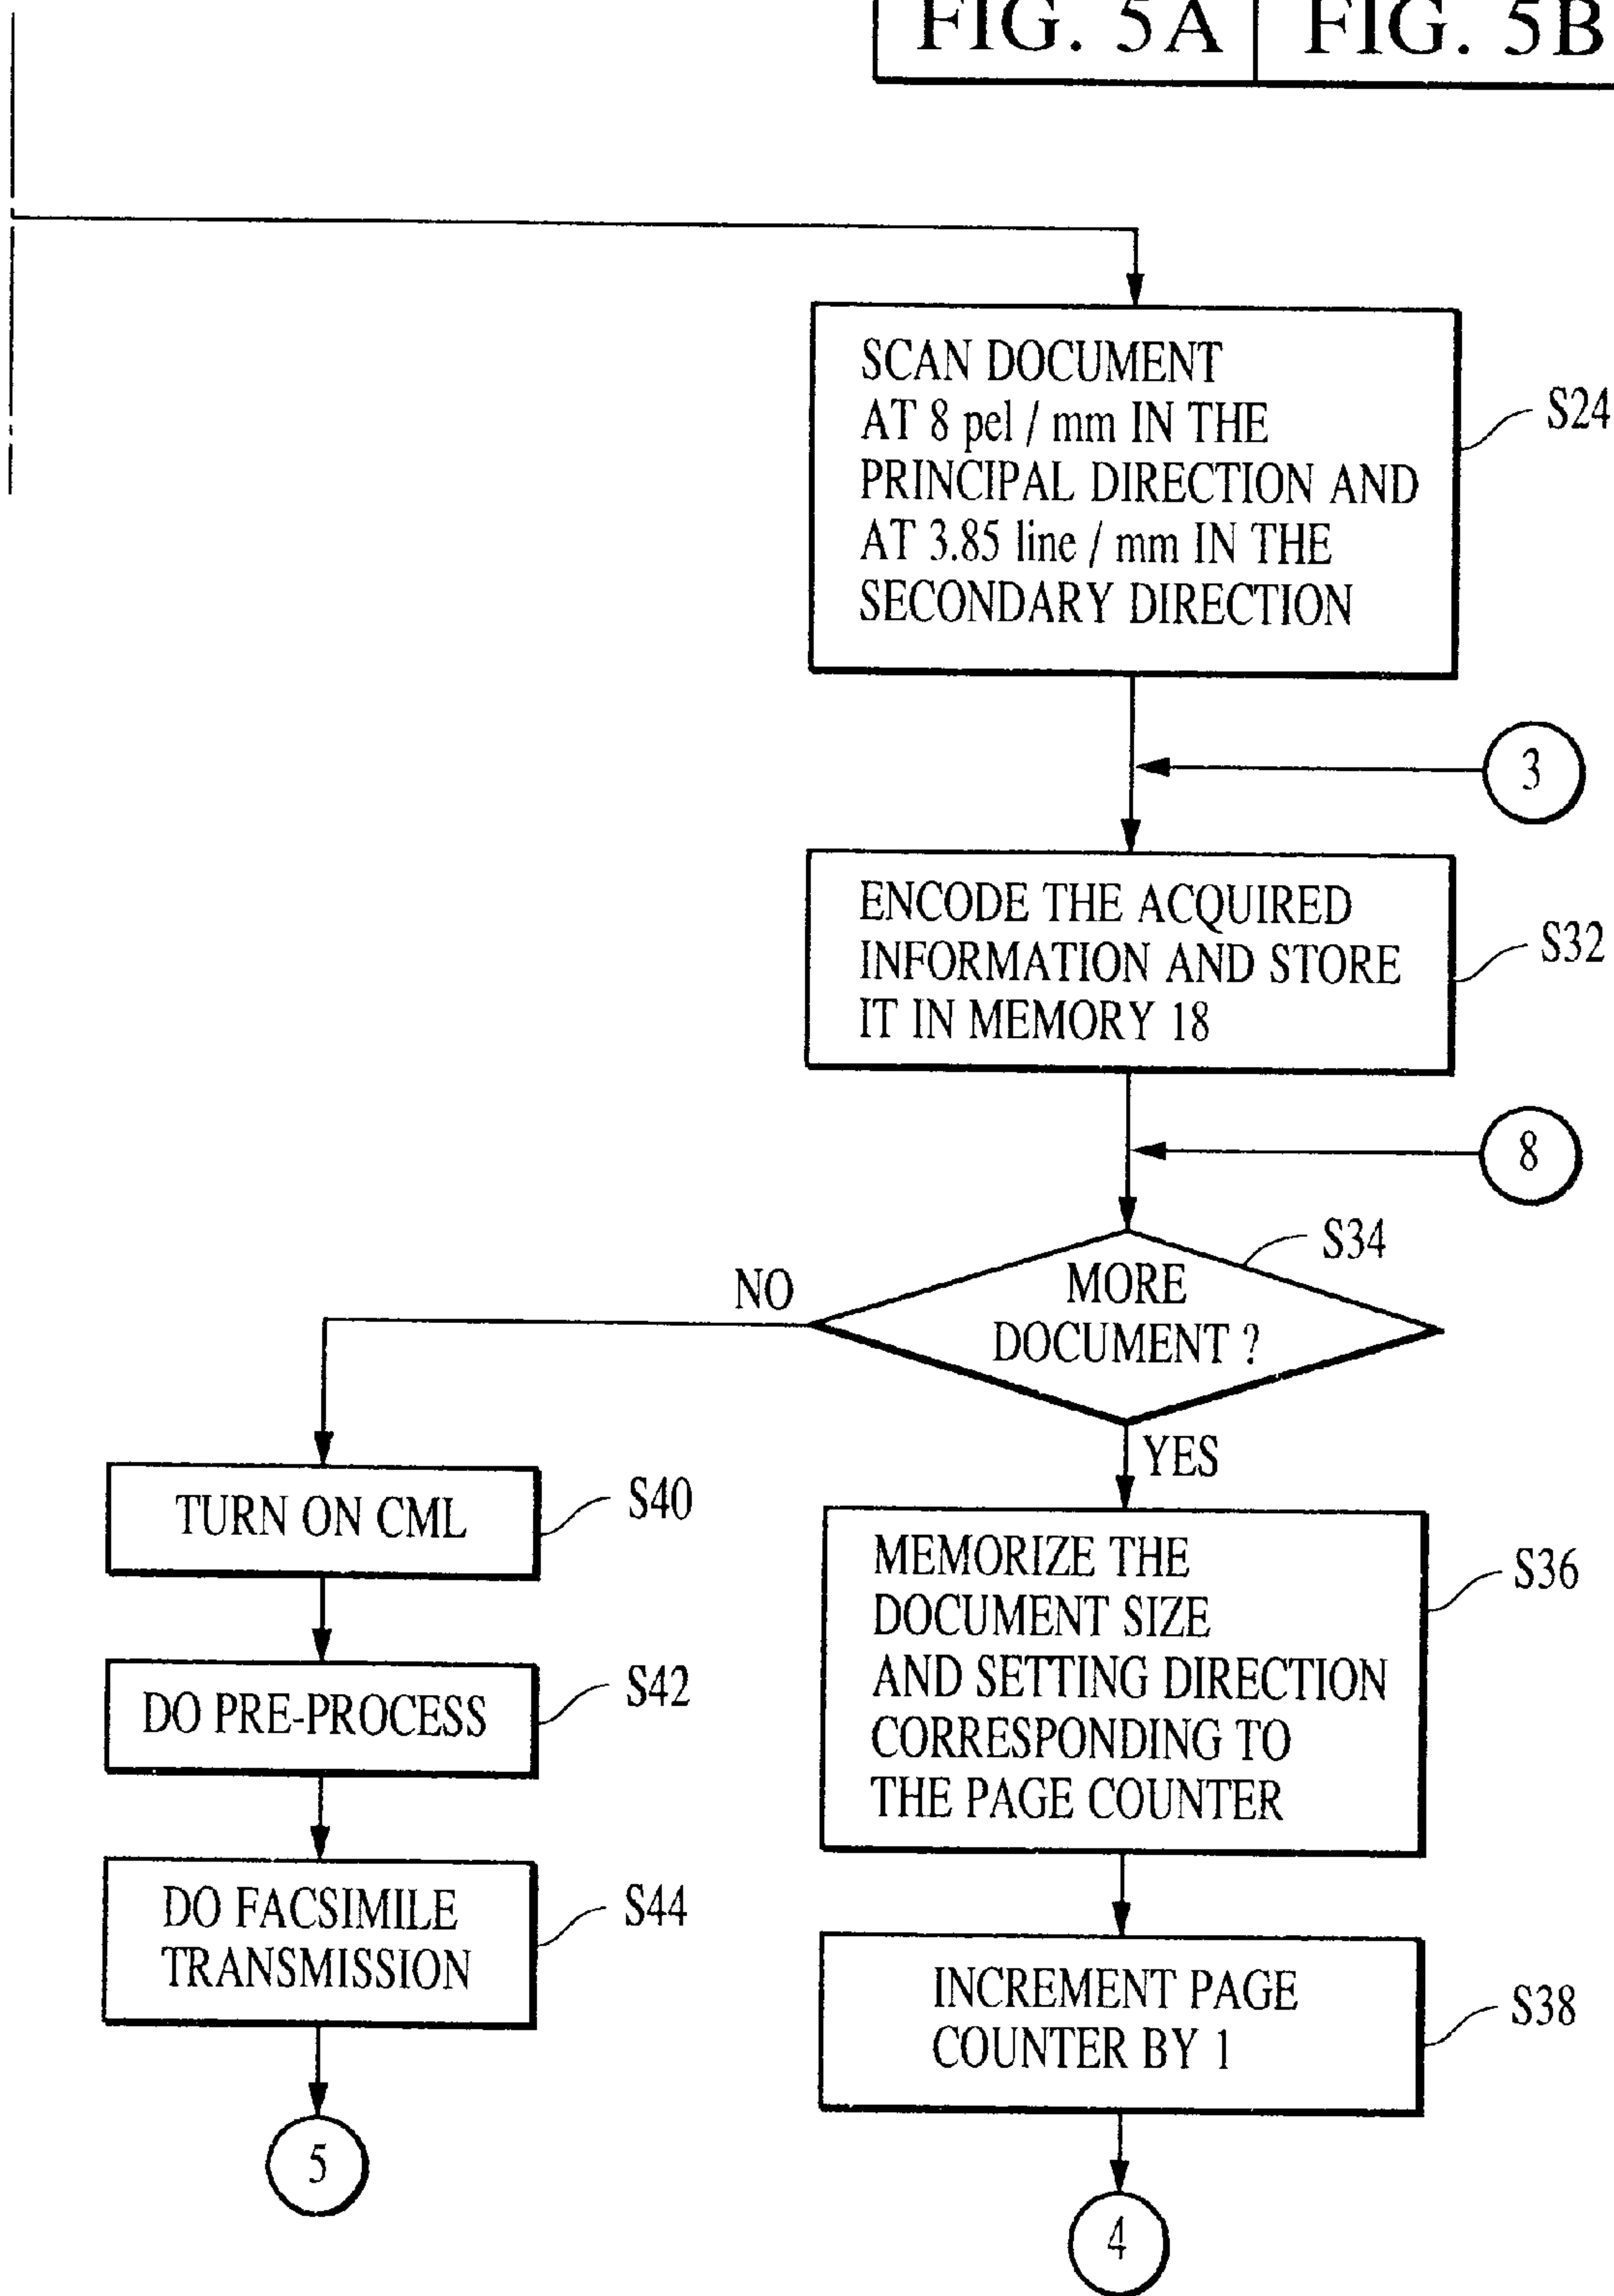 FIG. 5A FIG. 5B
SCAN DOCUMENT
AT 8 pel / mm IN THE
PRINCIPAL DIRECTION AND
AT 3.85 line / mm IN THE
SECONDARY DIRECTION
S24
3
ENCODE THE ACQUIRED
INFORMATION AND STORE
IT IN MEMORY 18
S32
8
S34
MORE
DOCUMENT ?
NO
YES
TURN ON CML
S40
DO PRE-PROCESS
S42
DO FACSIMILE
TRANSMISSION
S44
5
MEMORIZE THE
DOCUMENT SIZE
AND SETTING DIRECTION
CORRESPONDING TO
THE PAGE COUNTER
S36
INCREMENT PAGE
COUNTER BY 1
S38
4